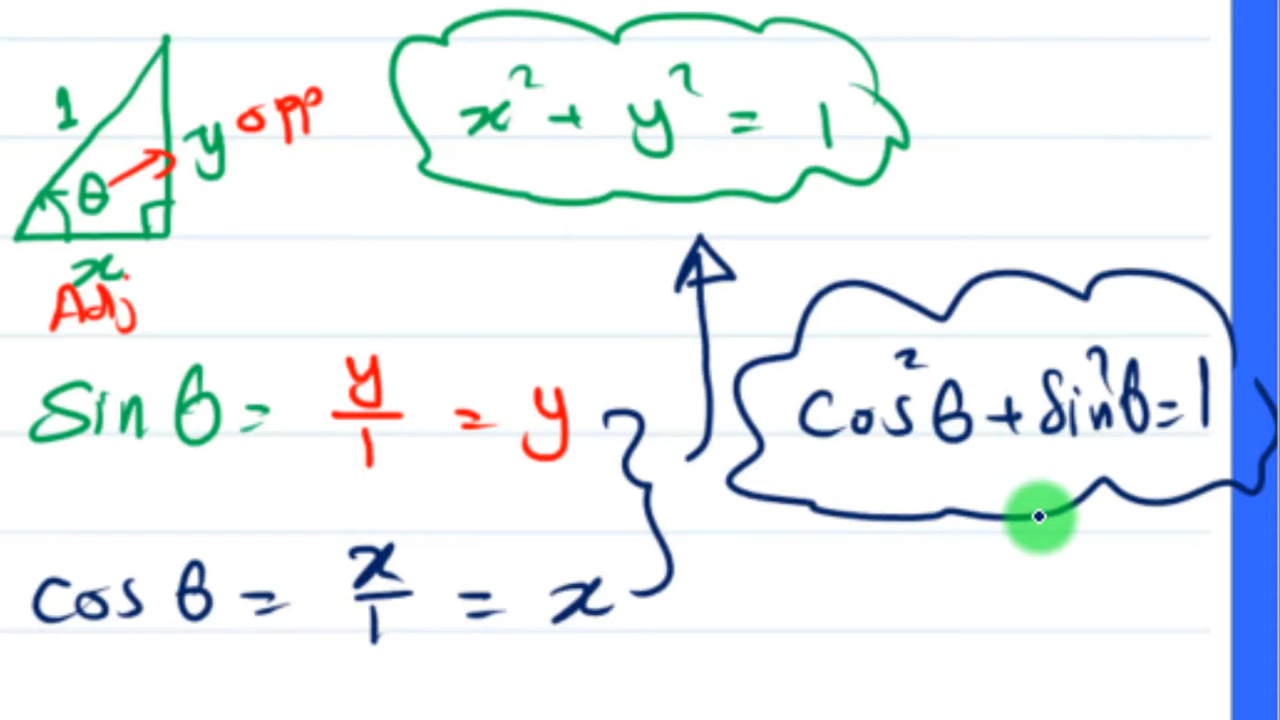 1
y opp
θ
x
Adj
x² + y² = 1
sin θ = y/1 = y
cos²θ + sin²θ = 1
cos θ = x/1 = x